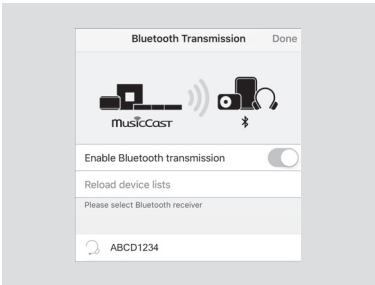 Bluetooth Transmission Done
MusicCast
Enable Bluetooth transmission
Reload device lists
Please select Bluetooth receiver
ABCD1234